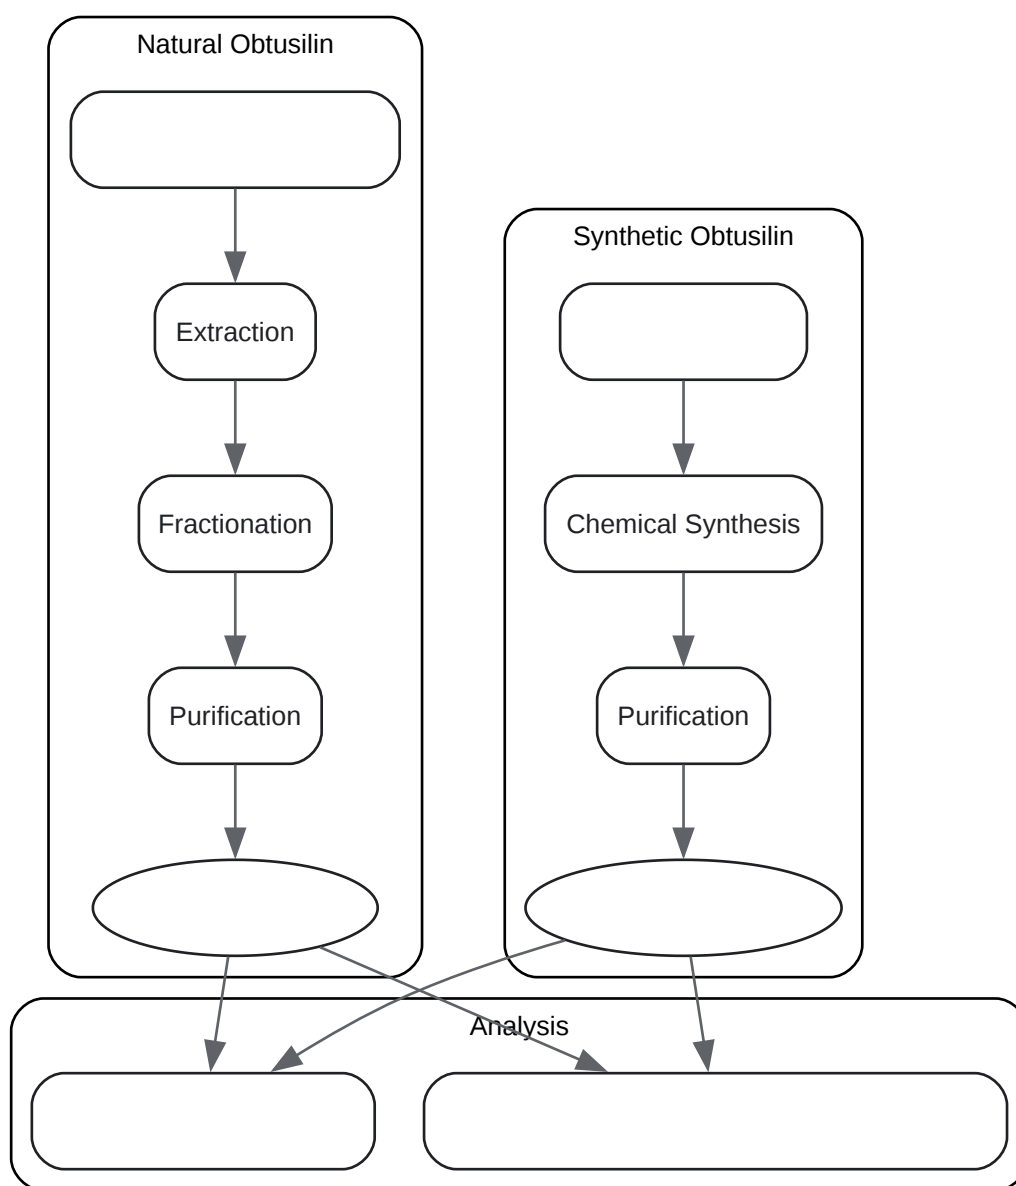 Natural Obtusilin
Extraction
Fractionation
Purification
Synthetic Obtusilin
Chemical Synthesis
Purification
Analysis